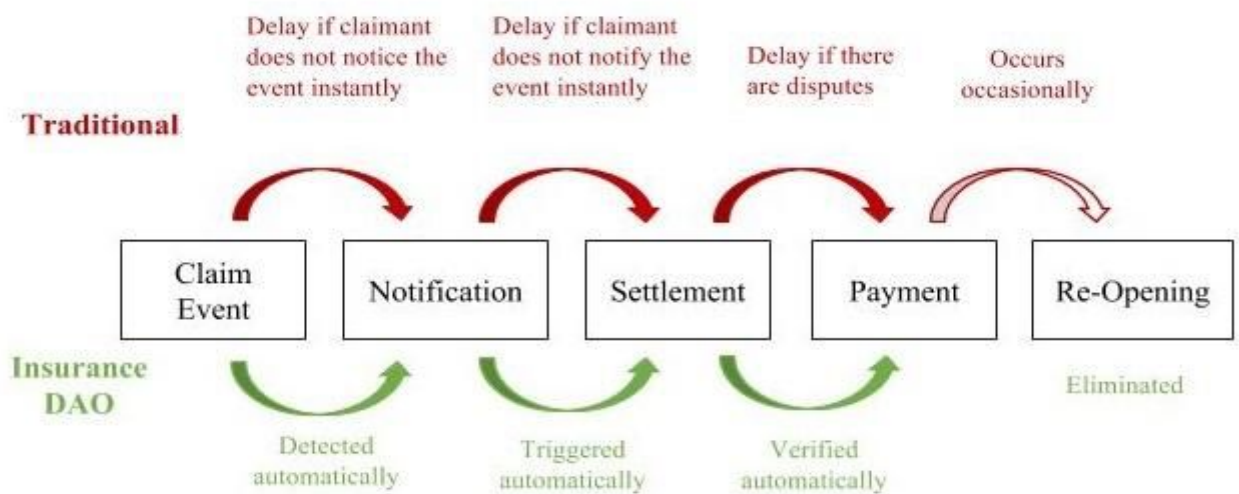 Delay if claimant
does not notice the
event instantly
Delay if claimant
does not notify the
event instantly
Delay if there
are disputes
Occurs
occasionally
Traditional
Claim
Event
Notification
Settlement
Payment
Re-Opening
Insurance
DAO
Eliminated
Detected
automatically
Triggered
automatically
Verified
automatically